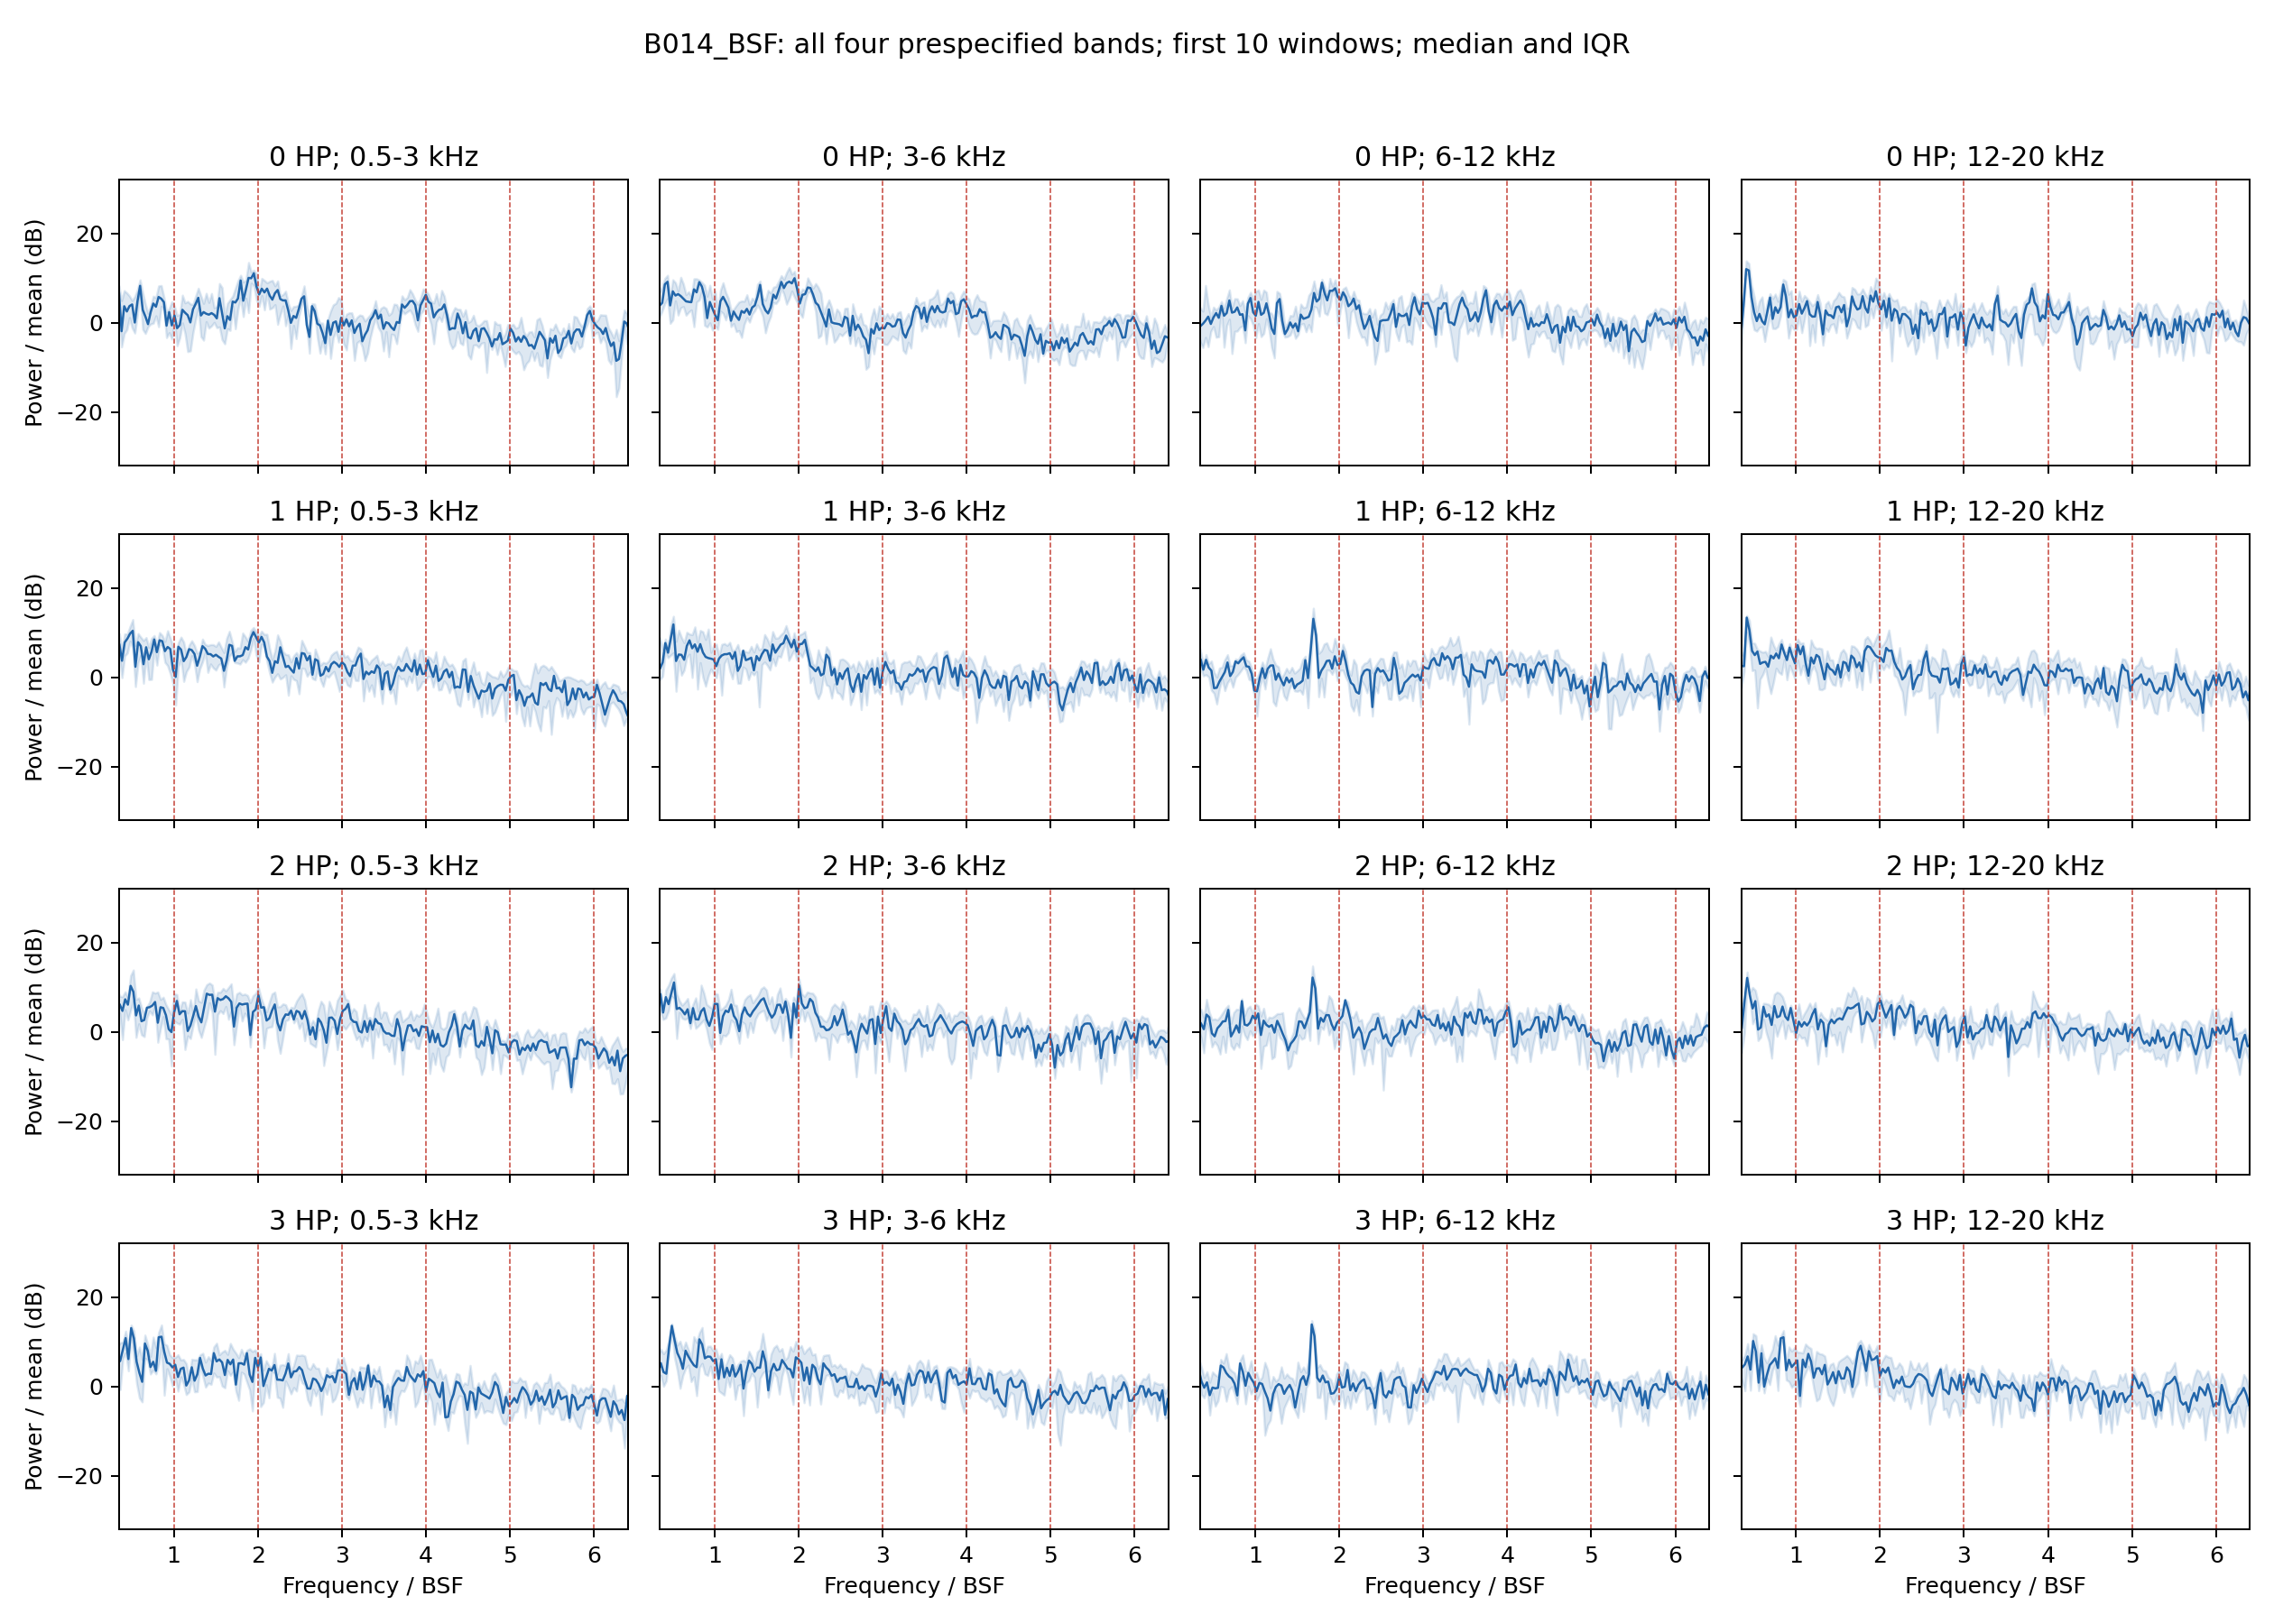 B014_BSF: all four prespecified bands; first 10 windows; median and IQR
0 HP; 0.5-3 kHz
0 HP; 3-6 kHz
0 HP; 6-12 kHz
0 HP; 12-20 kHz
Power / mean (dB)
20
0
−20
1 HP; 0.5-3 kHz
1 HP; 3-6 kHz
1 HP; 6-12 kHz
1 HP; 12-20 kHz
Power / mean (dB)
20
0
−20
2 HP; 0.5-3 kHz
2 HP; 3-6 kHz
2 HP; 6-12 kHz
2 HP; 12-20 kHz
Power / mean (dB)
20
0
−20
3 HP; 0.5-3 kHz
3 HP; 3-6 kHz
3 HP; 6-12 kHz
3 HP; 12-20 kHz
Power / mean (dB)
20
0
−20
1 2 3 4 5 6
1 2 3 4 5 6
1 2 3 4 5 6
1 2 3 4 5 6
Frequency / BSF
Frequency / BSF
Frequency / BSF
Frequency / BSF